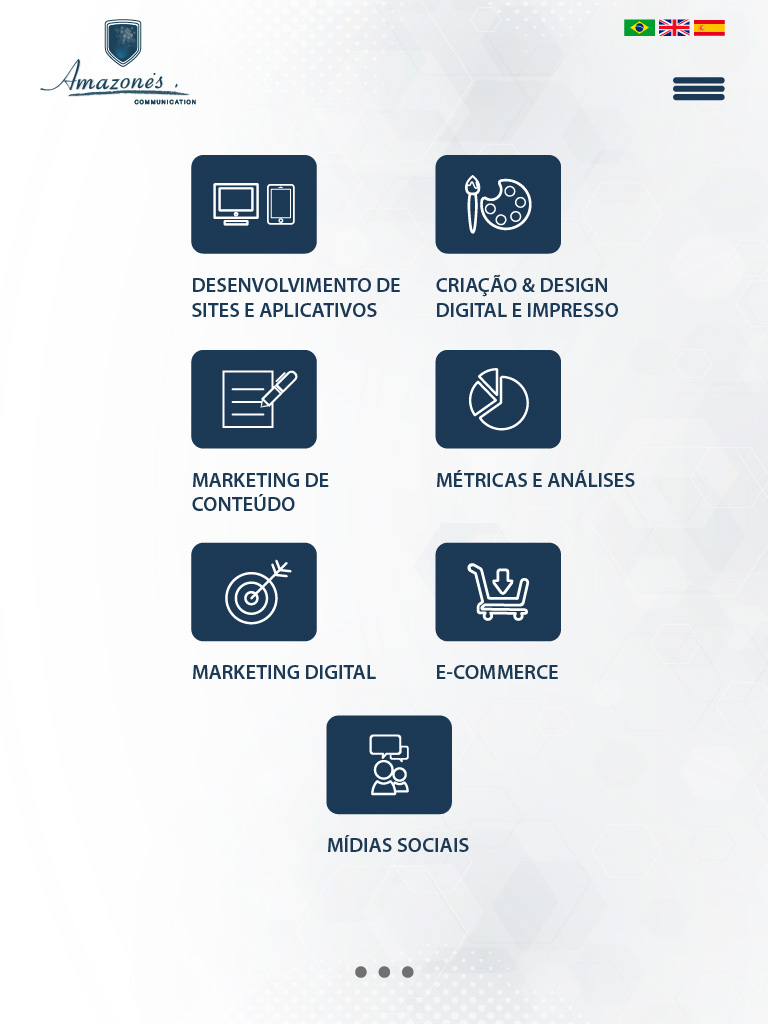 Amazone's
COMMUNICATION
DESENVOLVIMENTO DE
SITES E APLICATIVOS
CRIAÇÃO & DESIGN
DIGITAL E IMPRESSO
MARKETING DE
CONTEÚDO
MÉTRICAS E ANÁLISES
MARKETING DIGITAL
E-COMMERCE
MÍDIAS SOCIAIS